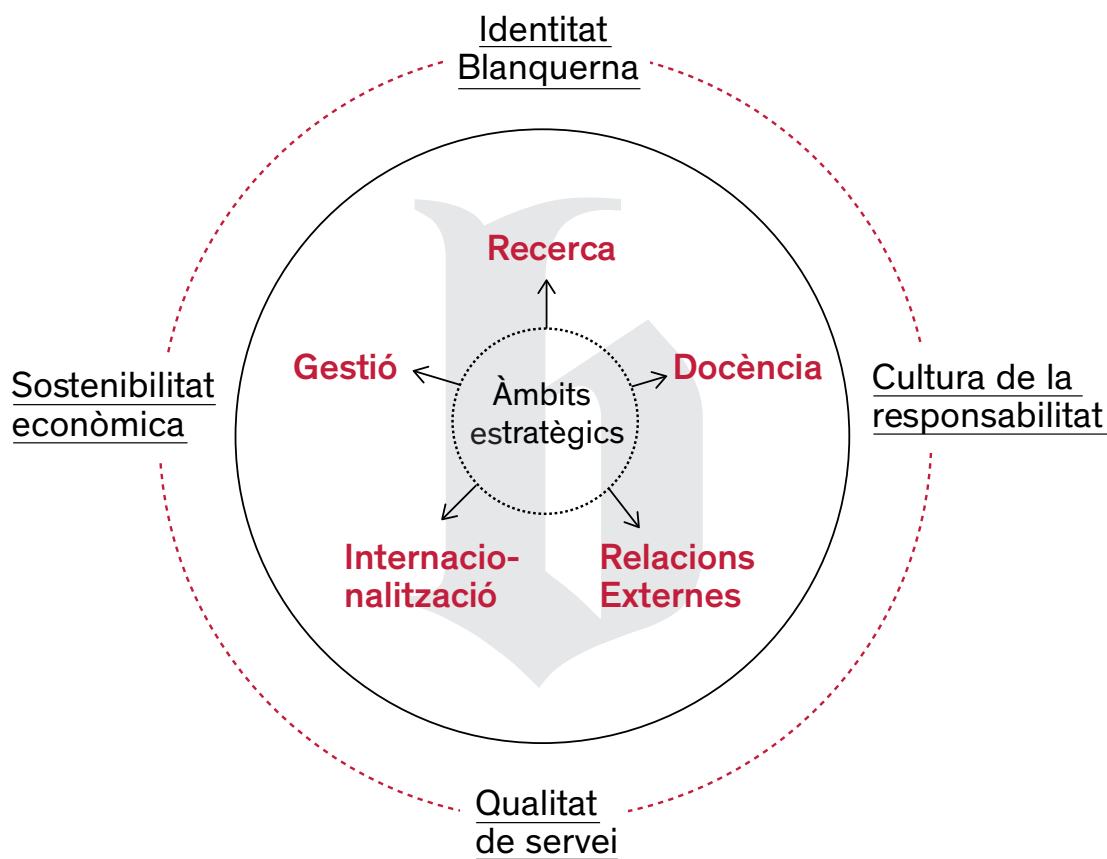 Identitat
Blanquerna
Recerca
Gestió
Docència
Àmbits
estratègics
Sostenibilitat
econòmica
Cultura de la
responsabilitat
Internacio-
nalització
Relacions
Externes
Qualitat
de servei